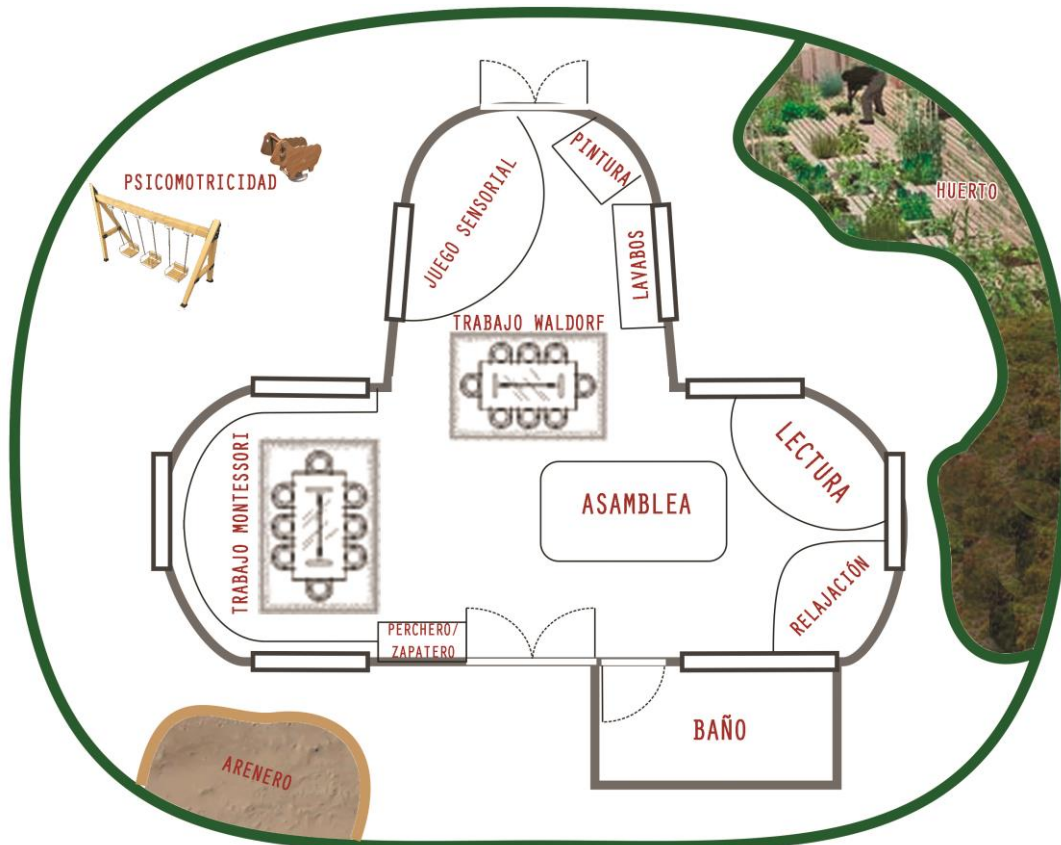 PSICOMOTRICIDAD
JUEGO SENSORIAL
PINTURA
LAVABOS
HUERTO
TRABAJO WALDORF
TRABAJO MONTESSORI
ASAMBLEA
LECTURA
RELAJACIÓN
PERCHERO/
ZAPATERO
BAÑO
ARENERO